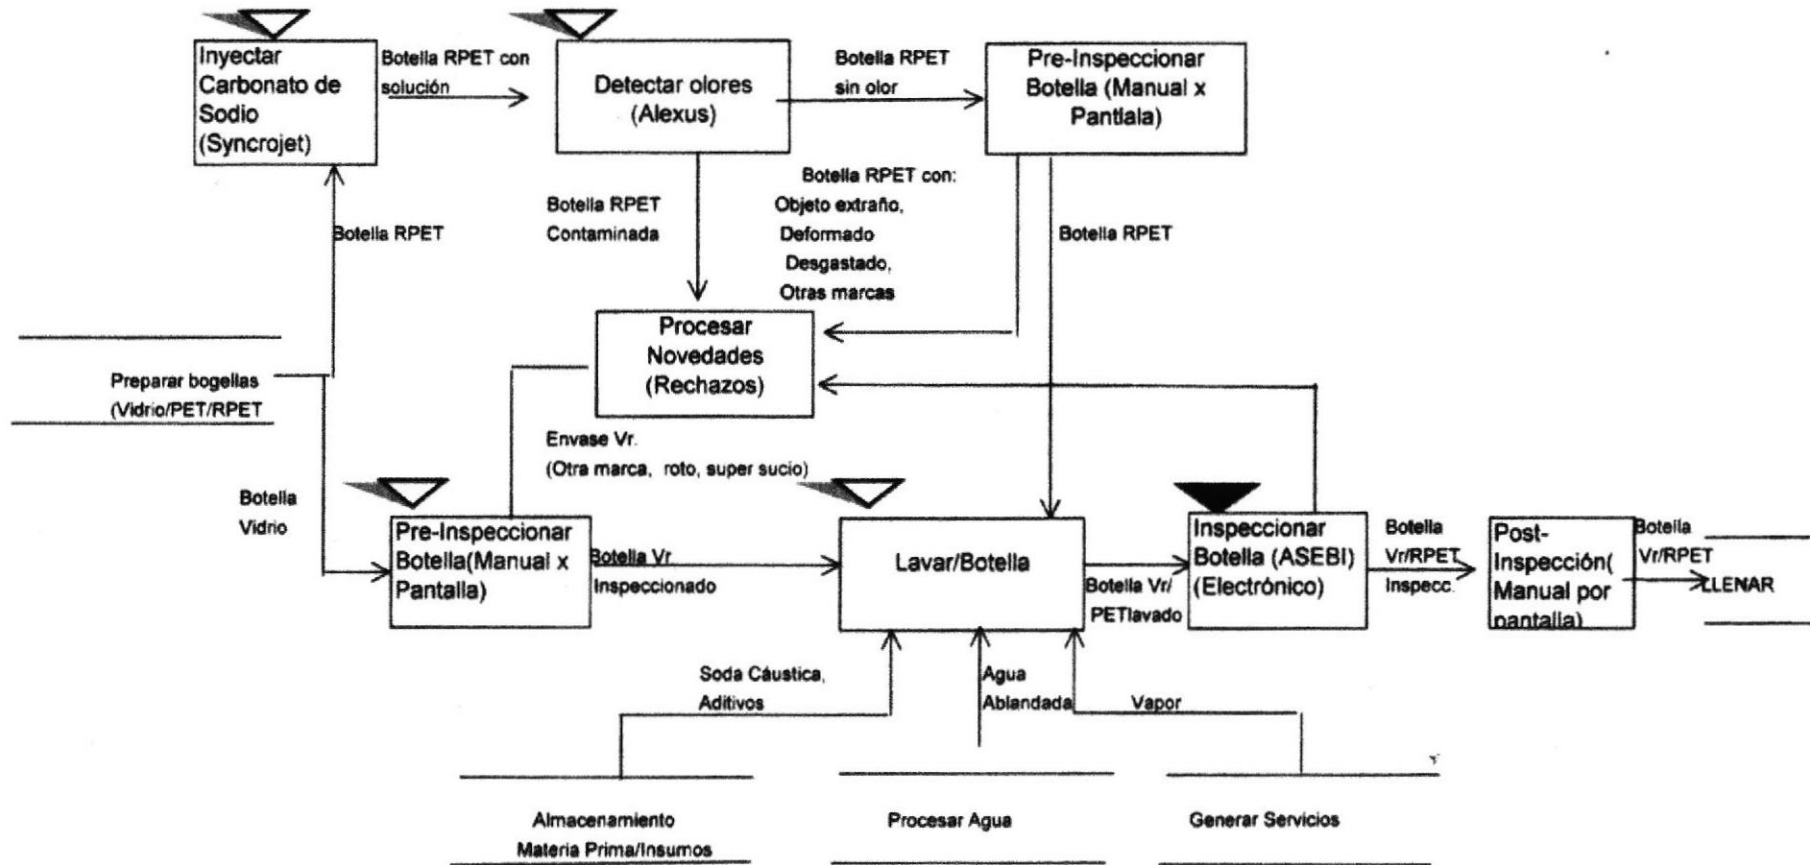 Inyectar
Carbonato de
Sodio
(Syncrojet)
Botella RPET con
solución
Detectar olores
(Alexus)
Botella RPET
sin olor
Pre-Inspeccionar
Botella (Manual x
Pantlala)
Botella RPET
Botella RPET
Contaminada
Botella RPET con:
Objeto extraño,
Deformado
Desgastado,
Otras marcas
Botella RPET
Procesar
Novedades
(Rechazos)
Preparar bogellas
(Vidrio/PET/RPET
Envase Vr.
(Otra marca, roto, super sucio)
Botella
Vidrio
Pre-Inspeccionar
Botella(Manual x
Pantalla)
Botella Vr
Inspeccionado
Lavar/Botella
Botella Vr/
PETlavado
Inspeccionar
Botella (ASEBI)
(Electrónico)
Botella
Vr/RPET
Inspecc.
Post-
Inspección(
Manual por
pantalla)
Botella
Vr/RPET
LLENAR
Soda Cáustica,
Aditivos
Agua
Ablandada
Vapor
Almacenamiento
Materia Prima/Insumos
Procesar Agua
Generar Servicios